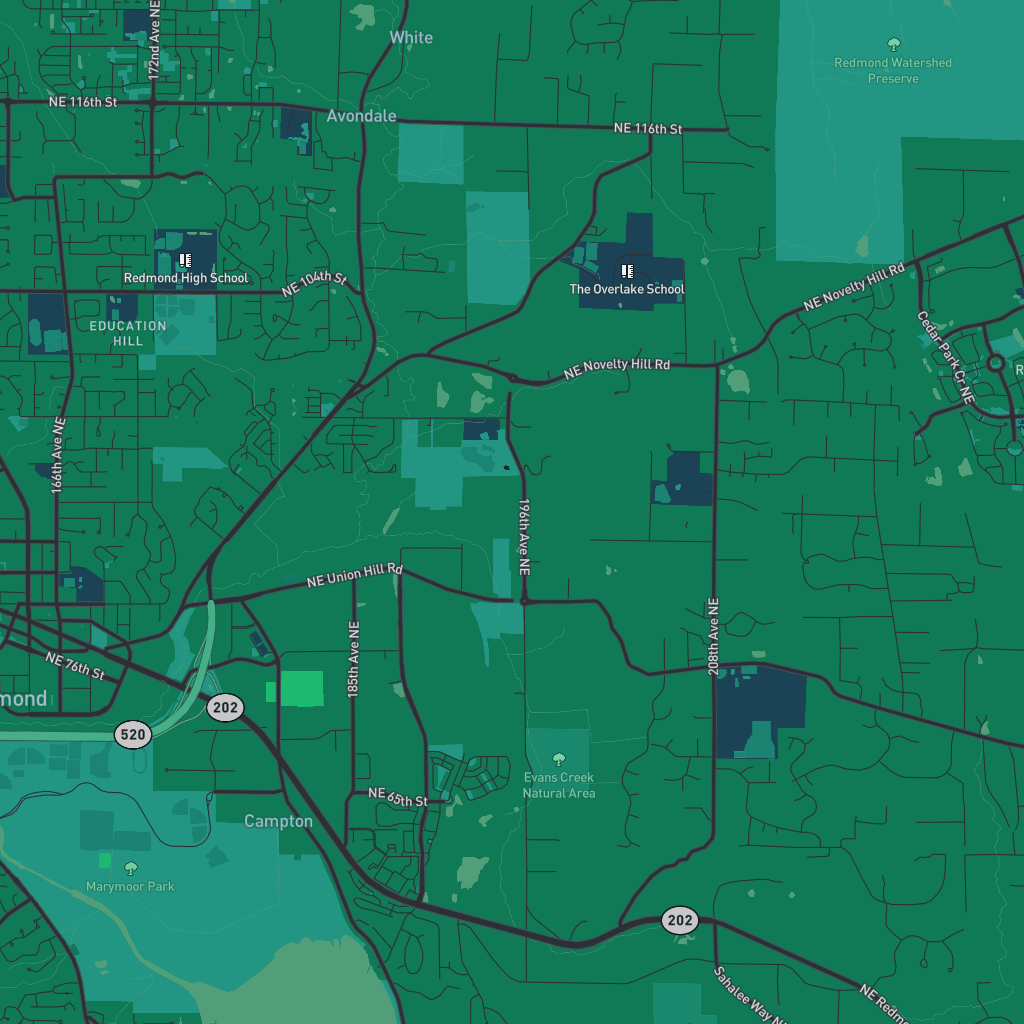 172nd Ave NE
White
Redmond Watershed
Preserve
NE 116th St
Avondale
NE 116th St
Redmond High School
The Overlake School
NE 104th St
NE Novelty Hill Rd
EDUCATION
HILL
Cedar Park Cr NE
NE Novelty Hill Rd
R
166th Ave NE
196th Ave NE
NE Union Hill Rd
185th Ave NE
208th Ave NE
NE 76th St
mond
202
520
Evans Creek
Natural Area
NE 65th St
Campton
Marymoor Park
202
Sahalee Way N
NE Redmo